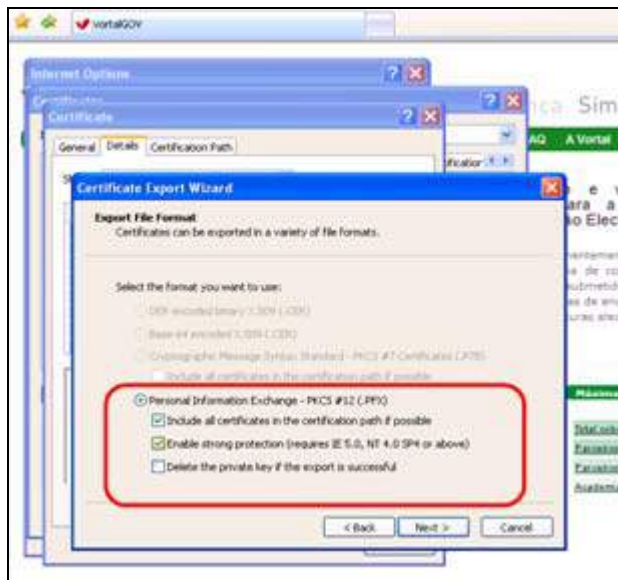 vortalGOV
Internet Options
Certificates
Certificate
General Details Certification Path
Sim
AQ A Vortal
Certificate Export Wizard
Export File Format
Certificates can be exported in a variety of file formats.
Select the format you want to use:
DER encoded binary X.509 (.CER)
Base-64 encoded X.509 (.CER)
Cryptographic Message Syntax Standard - PKCS #7 Certificates (.P7B)
Include all certificates in the certification path if possible
Personal Information Exchange - PKCS #12 (.PFX)
Include all certificates in the certification path if possible
Enable strong protection (requires IE 5.0, NT 4.0 SP4 or above)
Delete the private key if the export is successful
< Back Next > Cancel